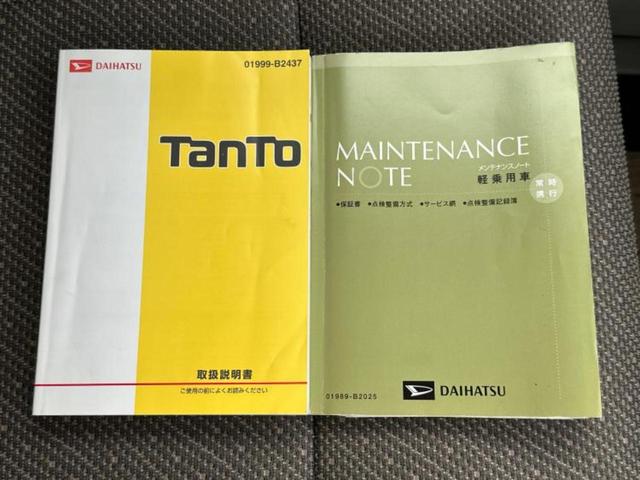 DAIHATSU
01999-B2437
TanTo
取扱説明書
ご使用の前によくお読みください
MAINTENANCE
NOTE
メンテナンスノート
軽乗用車
常時
携行
●保証書 ●点検整備方式 ●サービス網 ●点検整備記録簿
01989-B2025
DAIHATSU